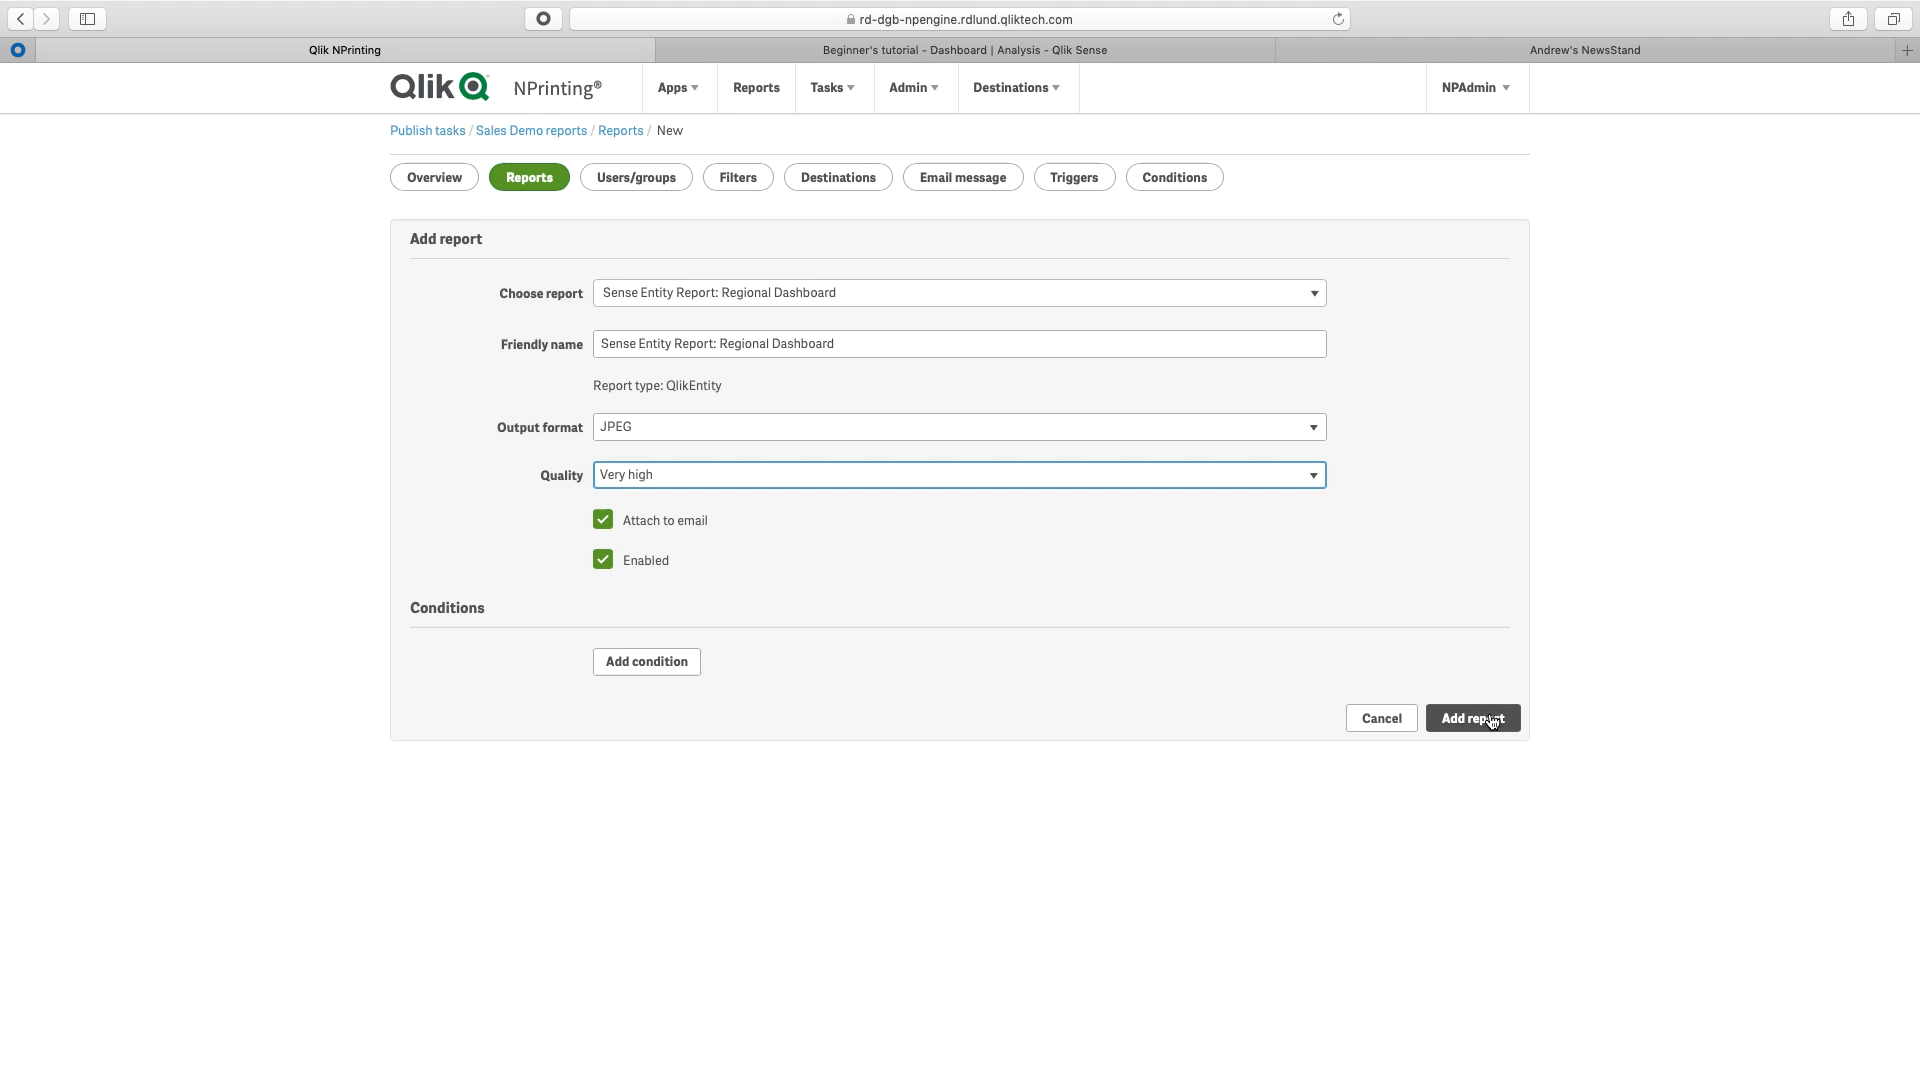 rd-dgb-npengine.rdlund.qliktech.com
Qlik NPrinting
Beginner's tutorial - Dashboard | Analysis - Qlik Sense
Andrew's NewsStand
Qlik NPrinting® Apps Reports Tasks Admin Destinations NPAdmin
Publish tasks / Sales Demo reports / Reports / New
Overview Reports Users/groups Filters Destinations Email message Triggers Conditions
Add report
Choose report Sense Entity Report: Regional Dashboard
Friendly name Sense Entity Report: Regional Dashboard
Report type: QlikEntity
Output format JPEG
Quality Very high
Attach to email
Enabled
Conditions
Add condition
Cancel Add report